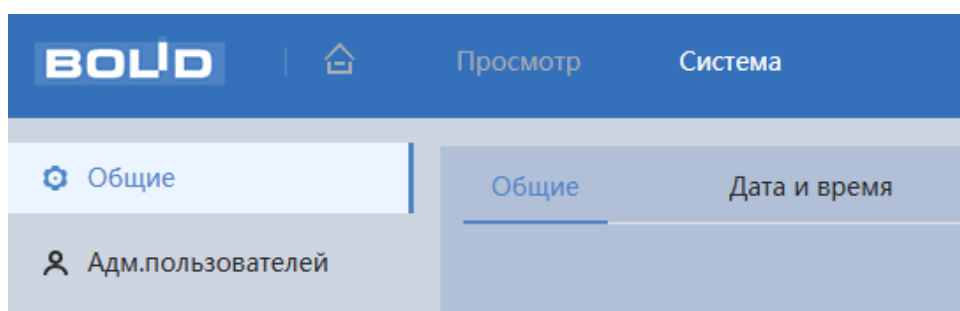 BOLID Просмотр Система
Общие
Общие Дата и время
Адм.пользователей